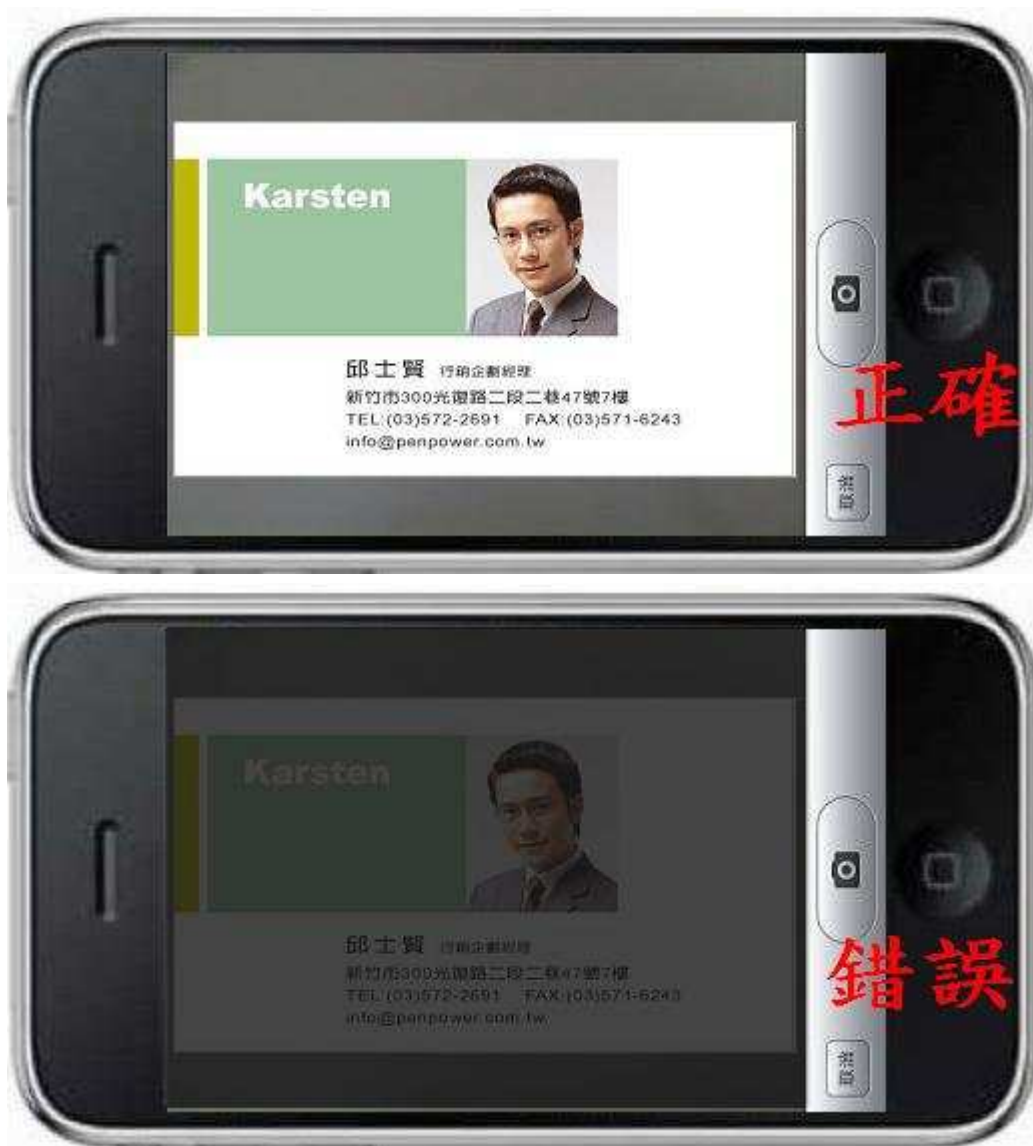 Karsten
邱士賢 行銷企劃經理
新竹市300光復路二段二巷47號7樓
TEL:(03)572-2691 FAX:(03)571-6243
info@penpower.com.tw
正確
取消
Karsten
邱士賢 行銷企劃經理
新竹市300光復路二段二巷47號7樓
TEL:(03)572-2691 FAX:(03)571-6243
info@penpower.com.tw
錯誤
取消